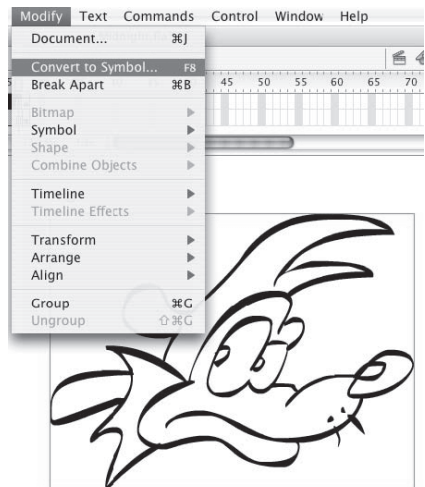 Modify Text Commands Control Window Help
Document... ⌘J
Convert to Symbol... F8
Break Apart ⌘B
45 50 55 60 65 70
Bitmap
Symbol
Shape
Combine Objects
Timeline
Timeline Effects
Transform
Arrange
Align
Group ⌘G
Ungroup ⇧⌘G